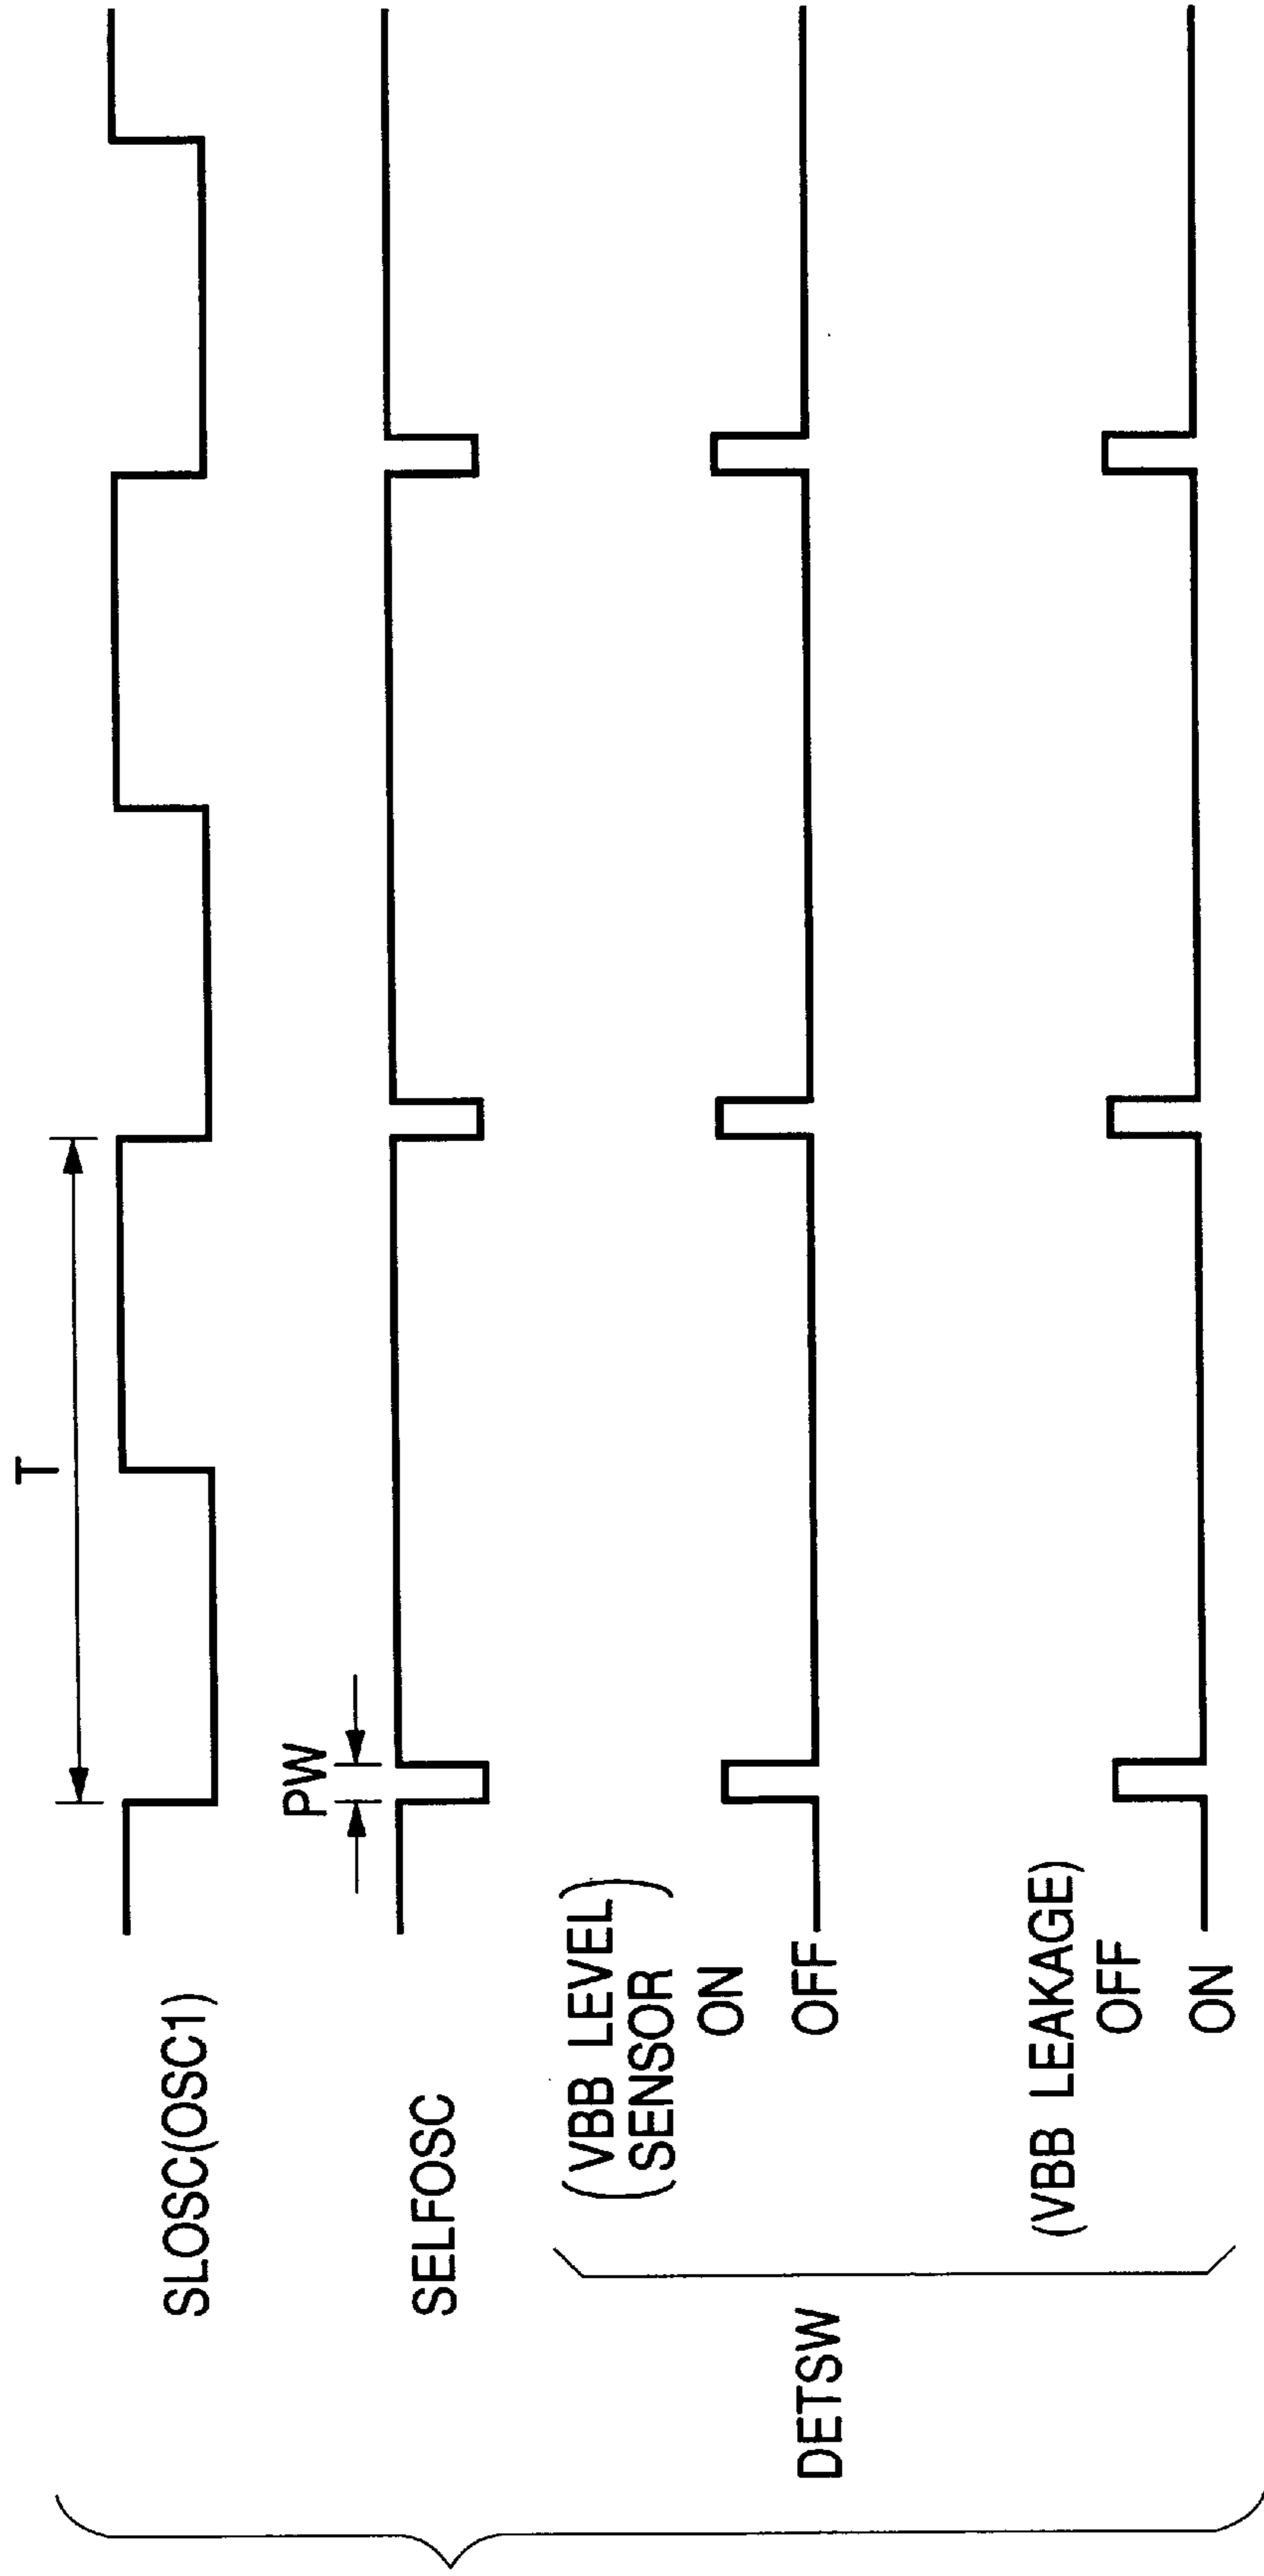 T
SLOSC(OSC1)
PW
SELFOSC
DETSW
(VBB LEVEL
SENSOR)
ON
OFF
(VBB LEAKAGE)
OFF
ON